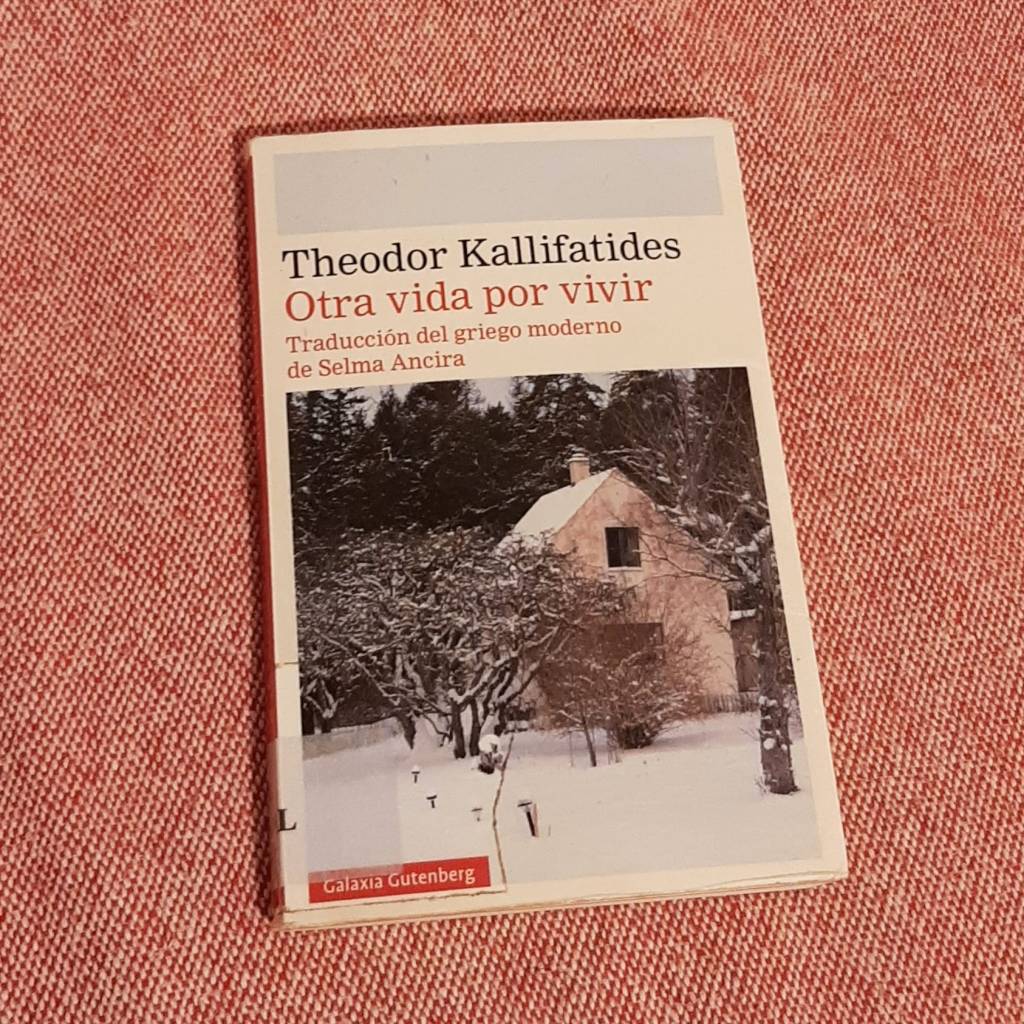 Theodor Kallifatides
Otra vida por vivir
Traducción del griego moderno
de Selma Ancira
L
Galaxia Gutenberg